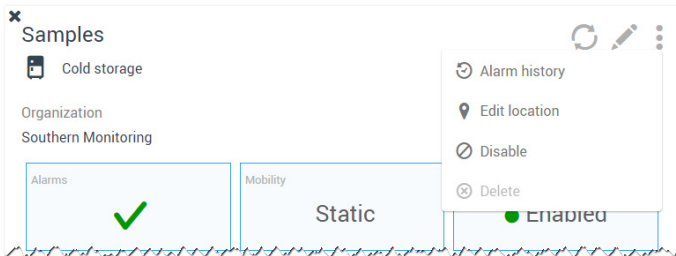 Samples
Cold storage
Organization
Southern Monitoring
Alarm history
Edit location
Disable
Delete
Alarms
Mobility
Static
Enabled